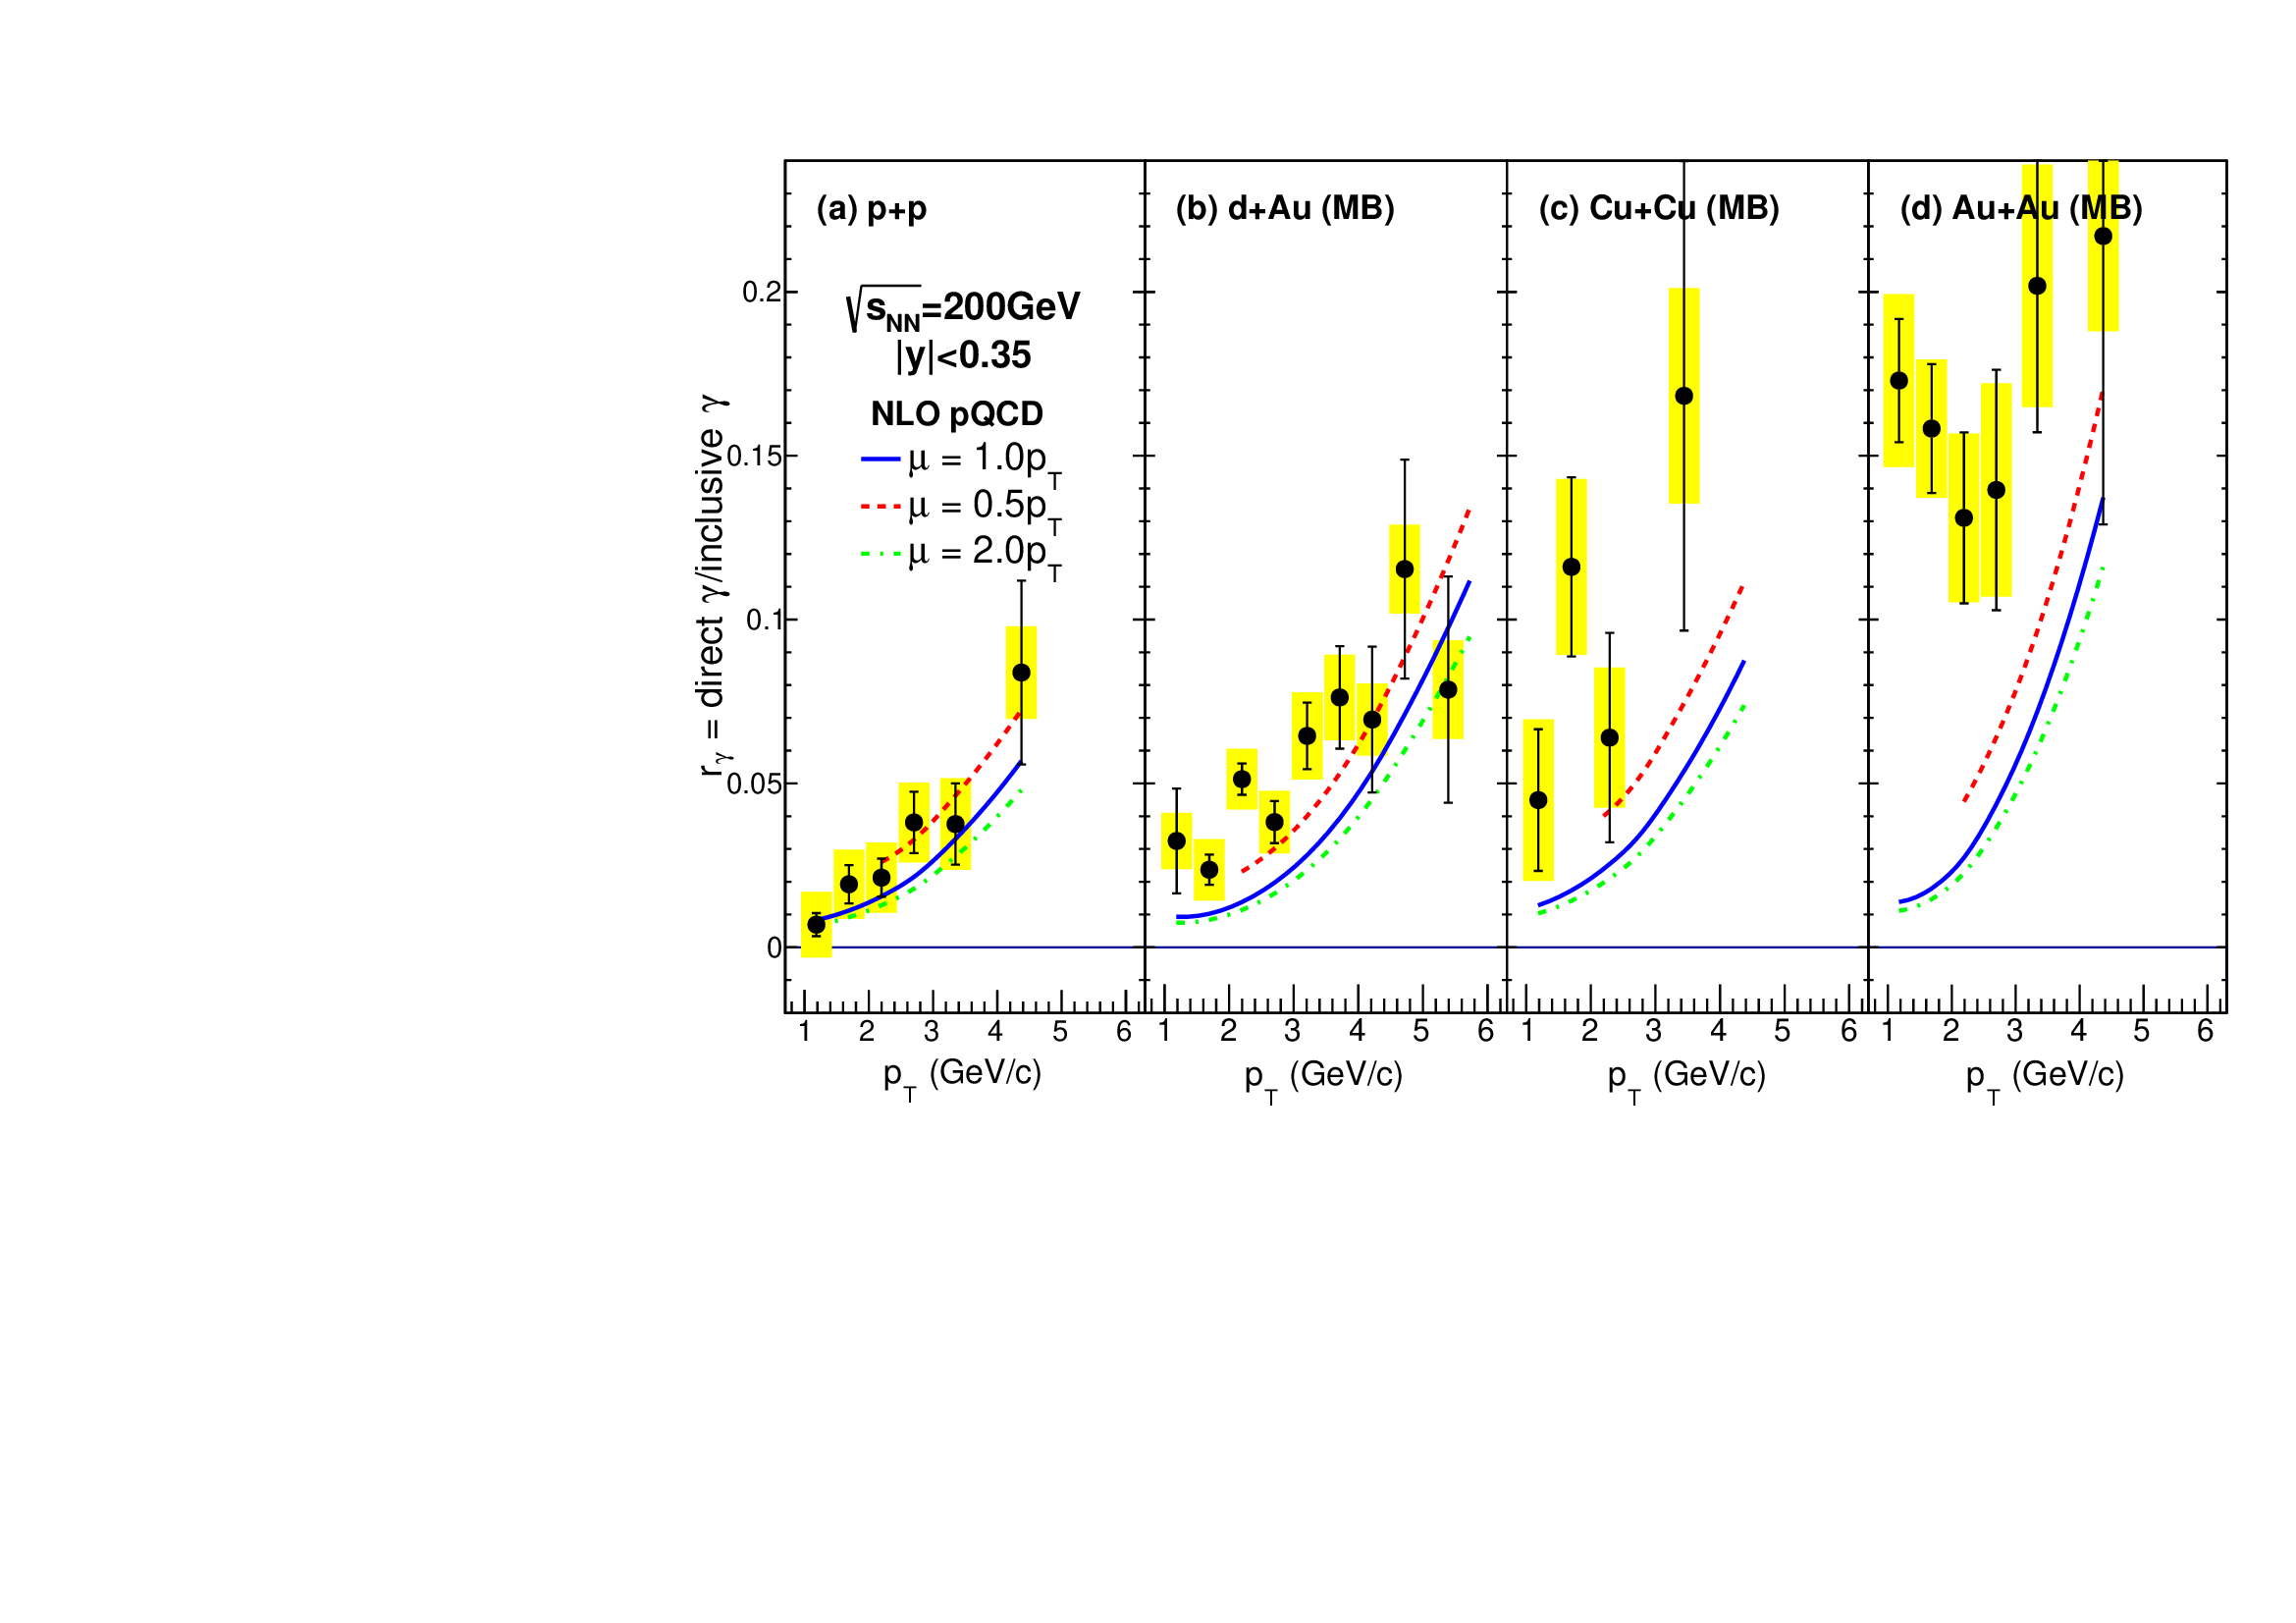 (a) p+p
(b) d+Au (MB)
(c) Cu+Cu (MB)
(d) Au+Au (MB)
√sNN=200GeV
|y|<0.35
NLO pQCD
μ = 1.0pT
μ = 0.5pT
μ = 2.0pT
rγ = direct γ/inclusive γ
0.2
0.15
0.1
0.05
0
1 2 3 4 5 6
1 2 3 4 5 6
1 2 3 4 5 6
1 2 3 4 5 6
pT (GeV/c)
pT (GeV/c)
pT (GeV/c)
pT (GeV/c)